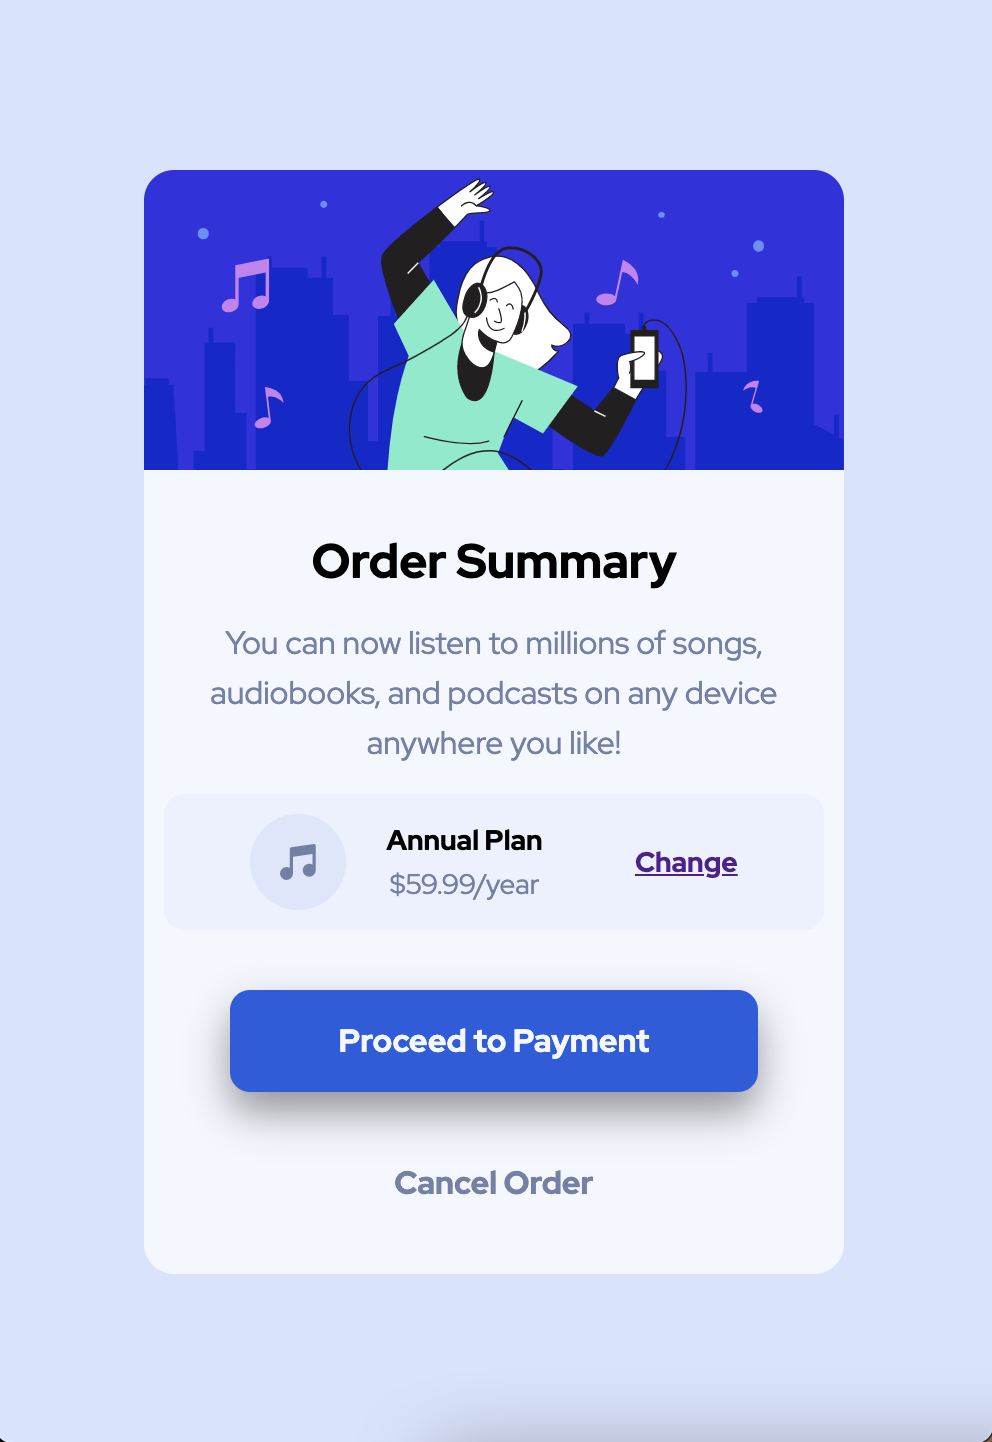 Order Summary
You can now listen to millions of songs,
audiobooks, and podcasts on any device
anywhere you like!
Annual Plan
$59.99/year
Change
Proceed to Payment
Cancel Order